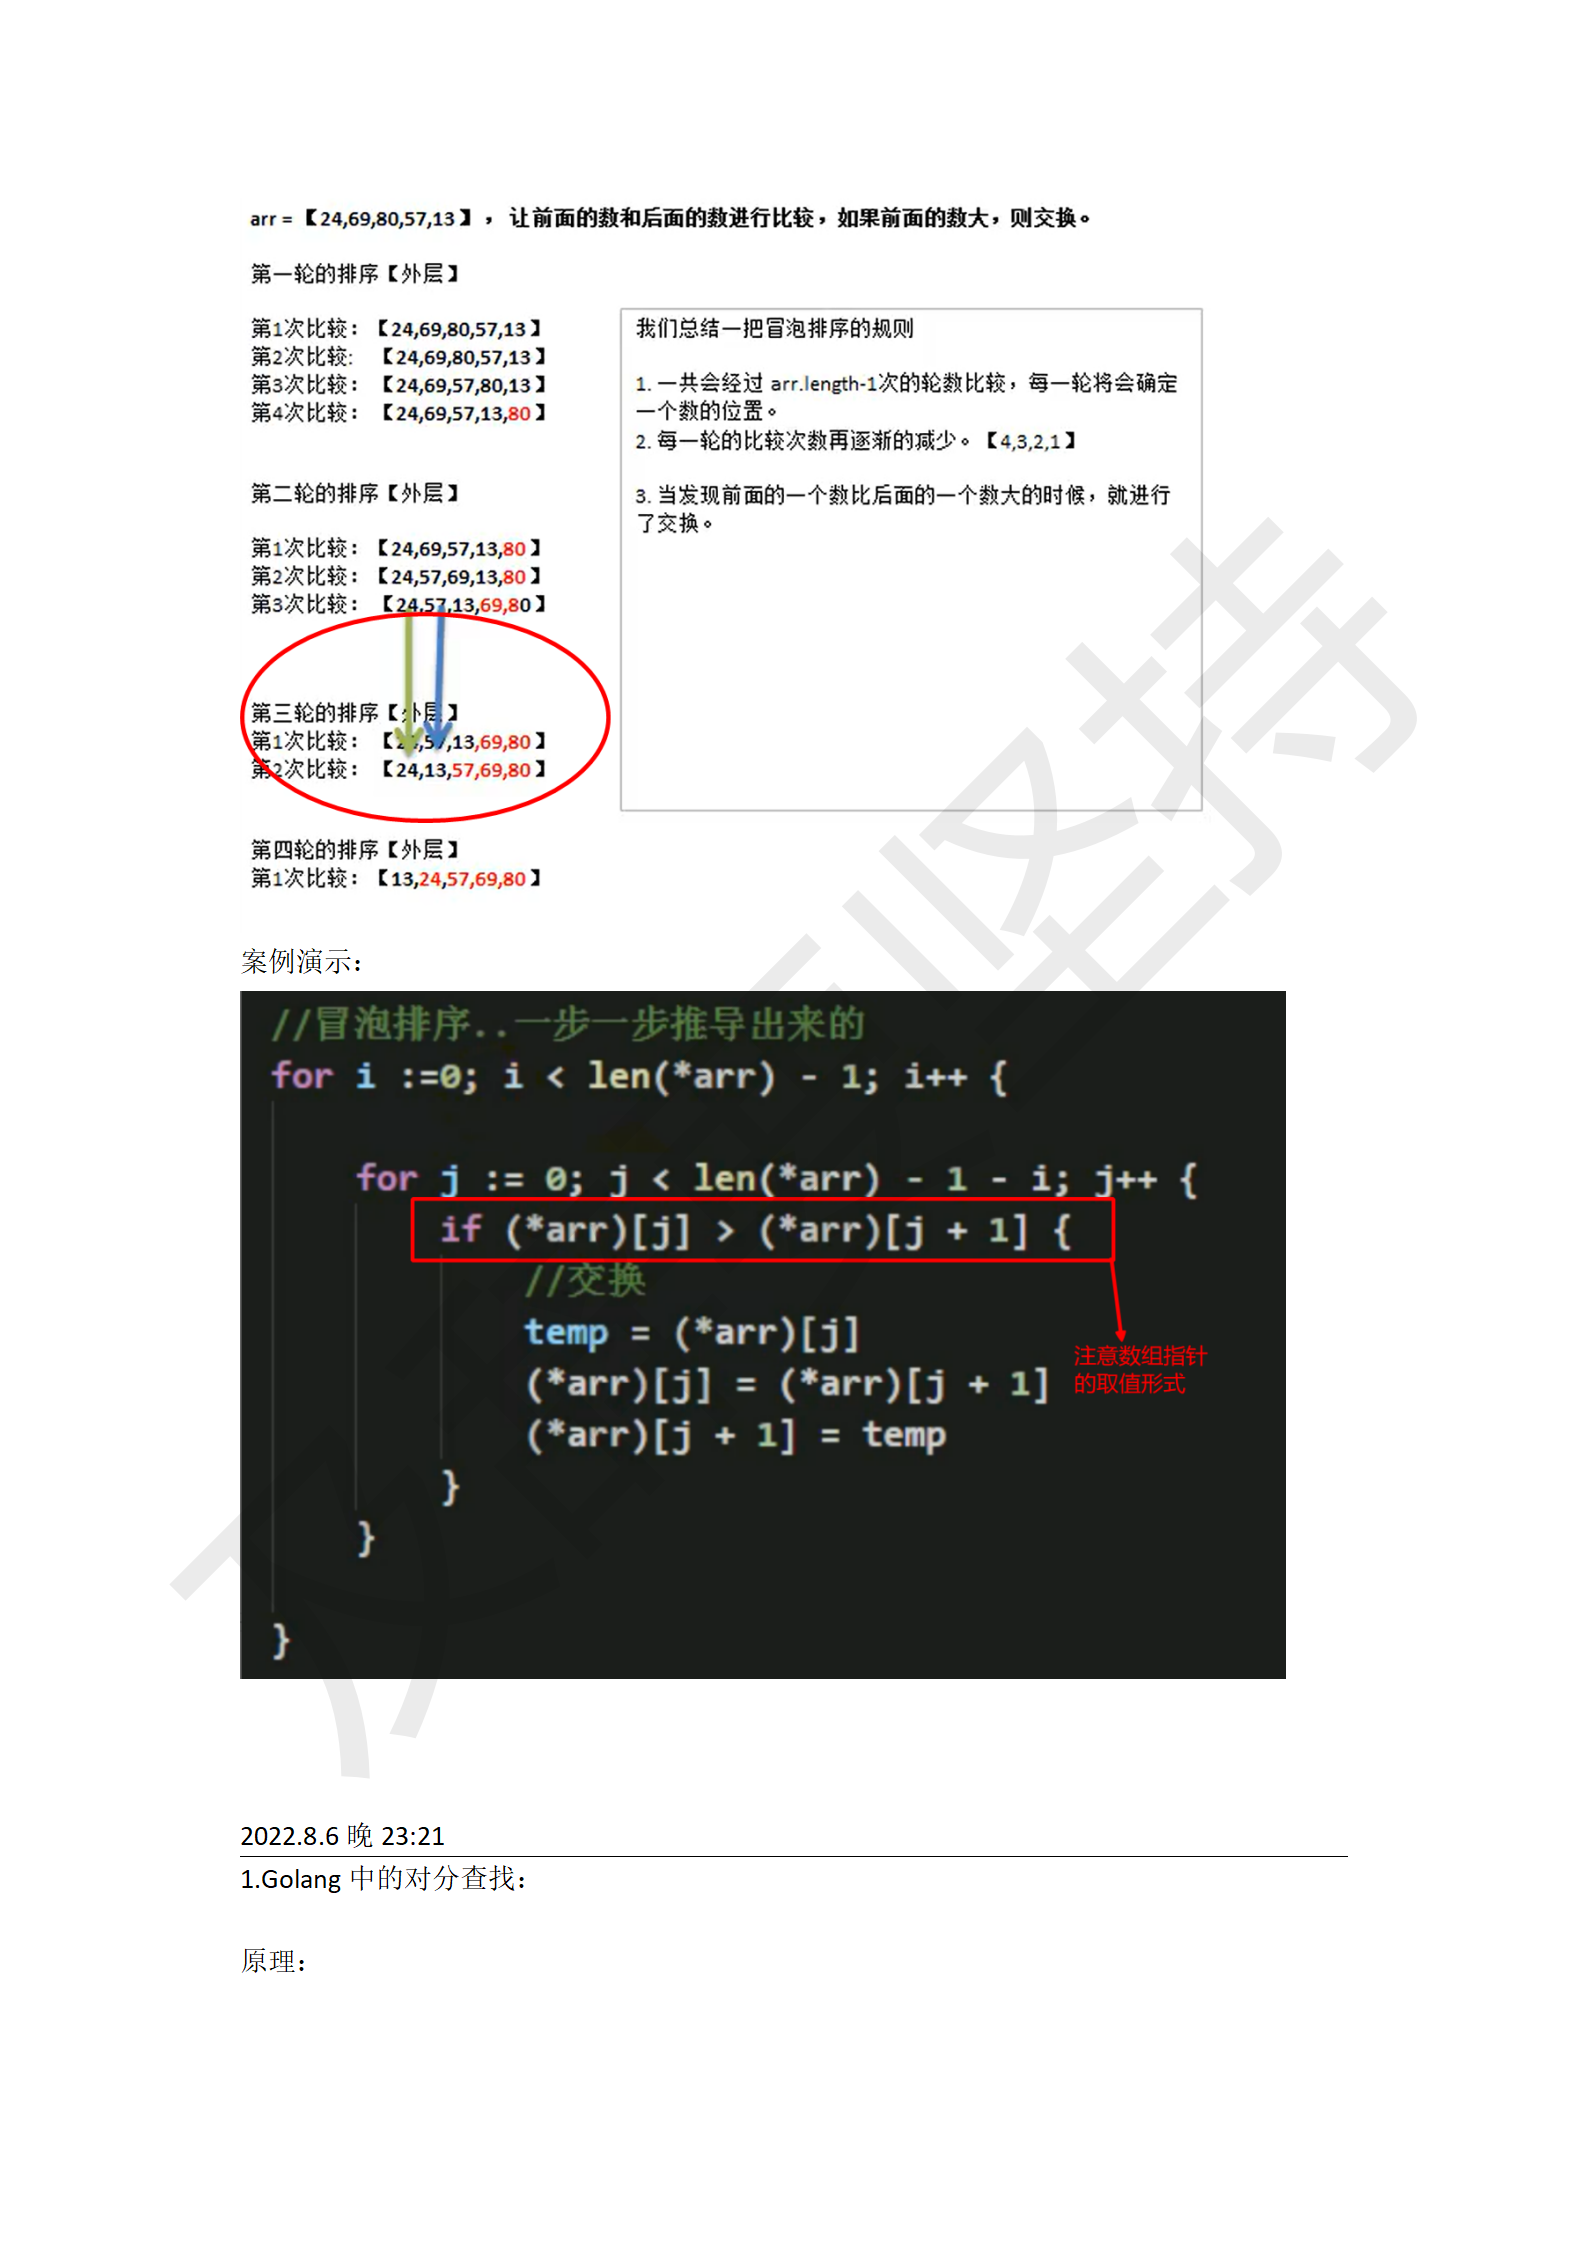 arr = 【24,69,80,57,13】， 让前面的数和后面的数进行比较，如果前面的数大，则交换。
第一轮的排序【外层】
第1次比较：【24,69,80,57,13】
第2次比较: 【24,69,80,57,13】
第3次比较：【24,69,57,80,13】
第4次比较：【24,69,57,13,80】
第二轮的排序【外层】
第1次比较：【24,69,57,13,80】
第2次比较：【24,57,69,13,80】
第3次比较：【24,57,13,69,80】
第三轮的排序【外层】
第1次比较：【24,57,13,69,80】
第2次比较：【24,13,57,69,80】
第四轮的排序【外层】
第1次比较：【13,24,57,69,80】
我们总结一把冒泡排序的规则
1. 一共会经过 arr.length-1次的轮数比较，每一轮将会确定
一个数的位置。
2. 每一轮的比较次数再逐渐的减少。【4,3,2,1】
3. 当发现前面的一个数比后面的一个数大的时候，就进行
了交换。
案例演示：
//冒泡排序..一步一步推导出来的
for i :=0; i < len(*arr) - 1; i++ {
for j := 0; j < len(*arr) - 1 - i; j++ {
if (*arr)[j] > (*arr)[j + 1] {
//交换
temp = (*arr)[j]
(*arr)[j] = (*arr)[j + 1]
(*arr)[j + 1] = temp
}
}
}
注意数组指针
的取值形式
2022.8.6 晚 23:21
1.Golang 中的对分查找：
原理：
坚持